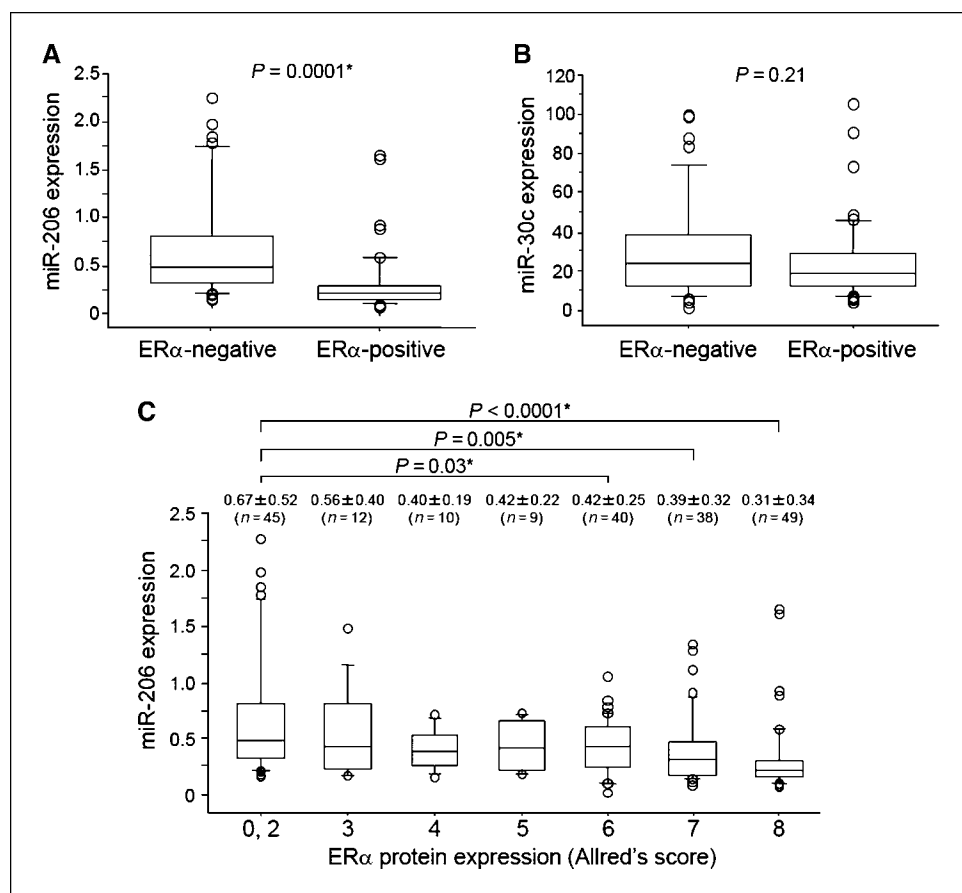 A
P = 0.0001*
miR-206 expression
2.5
2.0
1.5
1.0
0.5
0
ERα-negative ERα-positive
B
P = 0.21
miR-30c expression
120
100
80
60
40
20
0
ERα-negative ERα-positive
C
P < 0.0001*
P = 0.005*
P = 0.03*
0.67±0.52 0.56±0.40 0.40±0.19 0.42±0.22 0.42±0.25 0.39±0.32 0.31±0.34
(n = 45) (n = 12) (n = 10) (n = 9) (n = 40) (n = 38) (n = 49)
miR-206 expression
2.5
2.0
1.5
1.0
0.5
0
0, 2 3 4 5 6 7 8
ERα protein expression (Allred's score)